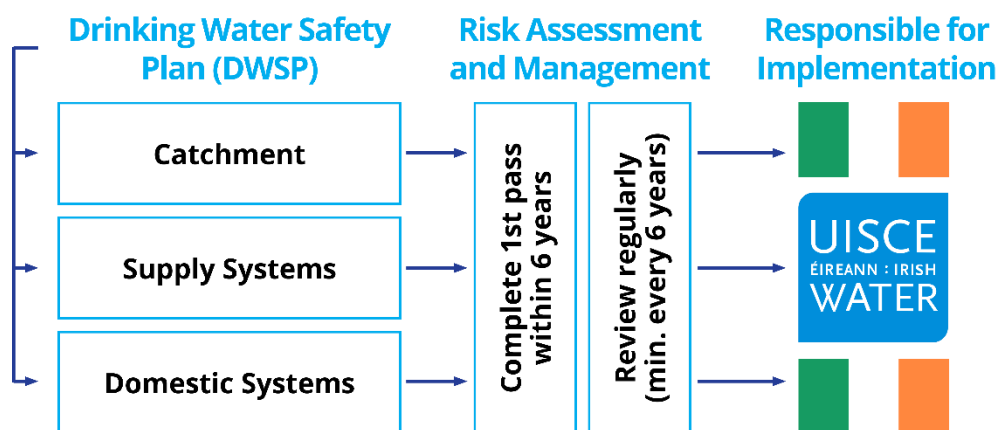 Drinking Water Safety
Plan (DWSP)
Risk Assessment
and Management
Responsible for
Implementation
Catchment
Supply Systems
Domestic Systems
Complete 1st pass
within 6 years
Review regularly
(min. every 6 years)
UISCE
ÉIREANN : IRISH
WATER